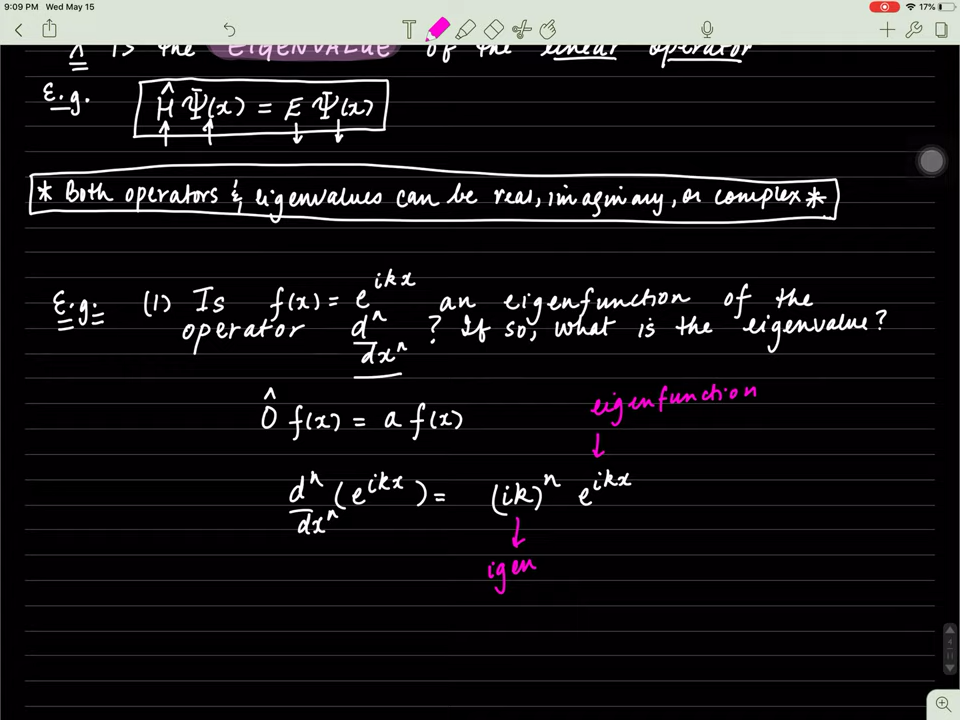 9:09 PM Wed May 15
17%
λ is the EIGENVALUE of the linear operator
E.g. Ĥ Ψ(x) = E Ψ(x)
* Both operators & eigenvalues can be real, imaginary, or complex *
E.g. (1) Is f(x) = e^{ikx} an eigenfunction of the
operator d^n/dx^n ? If so, what is the eigenvalue?
Ô f(x) = a f(x)
eigenfunction
d^n/dx^n (e^{ikx}) = (ik)^n e^{ikx}
igen